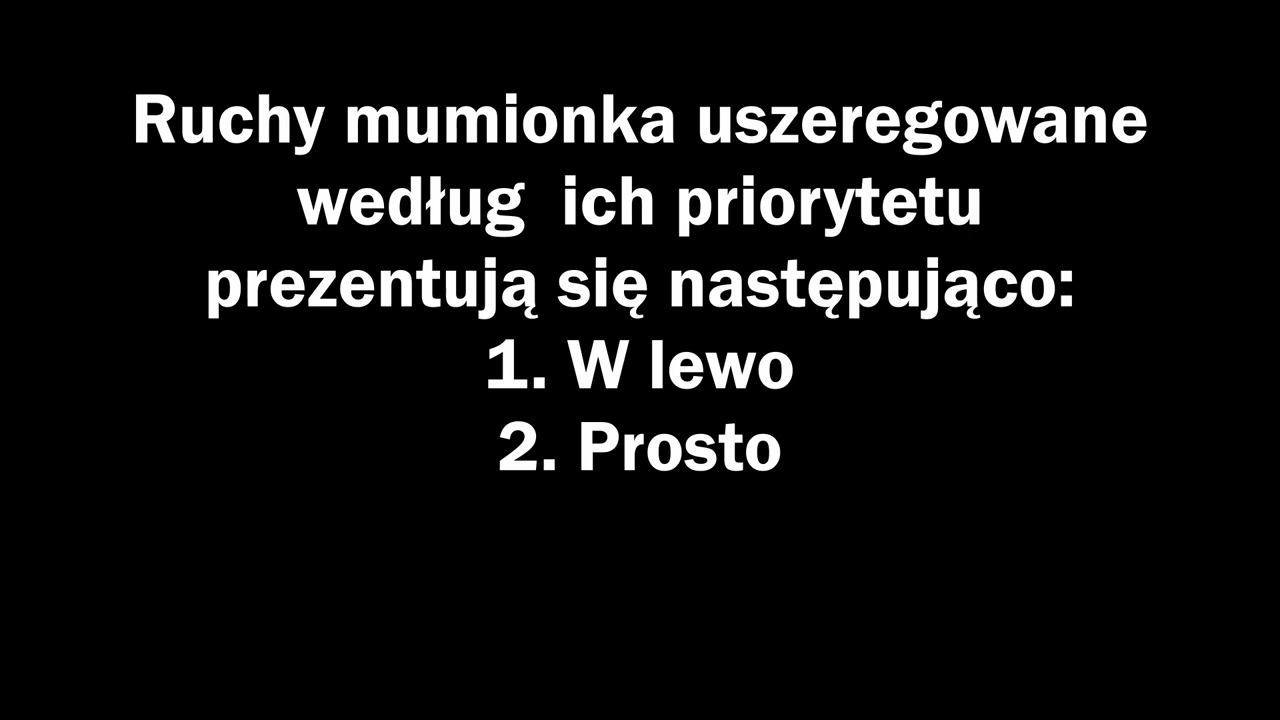 Ruchy mumionka uszeregowane
według  ich priorytetu
prezentują się następująco:
1. W lewo
2. Prosto